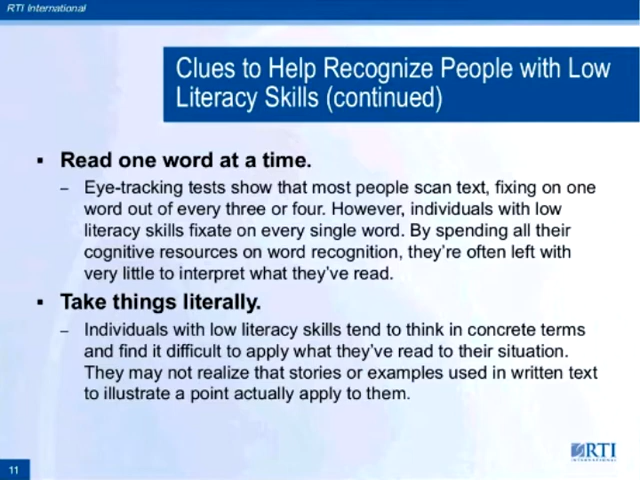 RTI International
Clues to Help Recognize People with Low
Literacy Skills (continued)
▪ Read one word at a time.
– Eye-tracking tests show that most people scan text, fixing on one
word out of every three or four. However, individuals with low
literacy skills fixate on every single word. By spending all their
cognitive resources on word recognition, they're often left with
very little to interpret what they've read.
▪ Take things literally.
– Individuals with low literacy skills tend to think in concrete terms
and find it difficult to apply what they've read to their situation.
They may not realize that stories or examples used in written text
to illustrate a point actually apply to them.
RTI
INTERNATIONAL
11